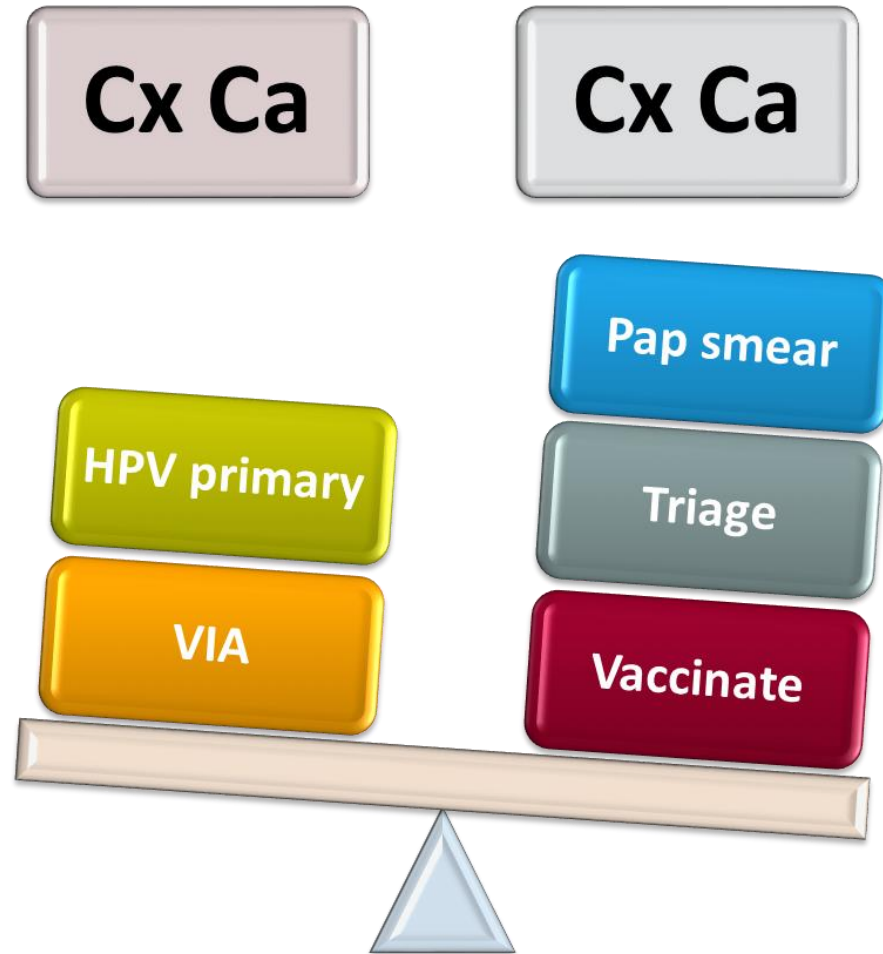 Cx Ca
Cx Ca
Pap smear
HPV primary
Triage
VIA
Vaccinate